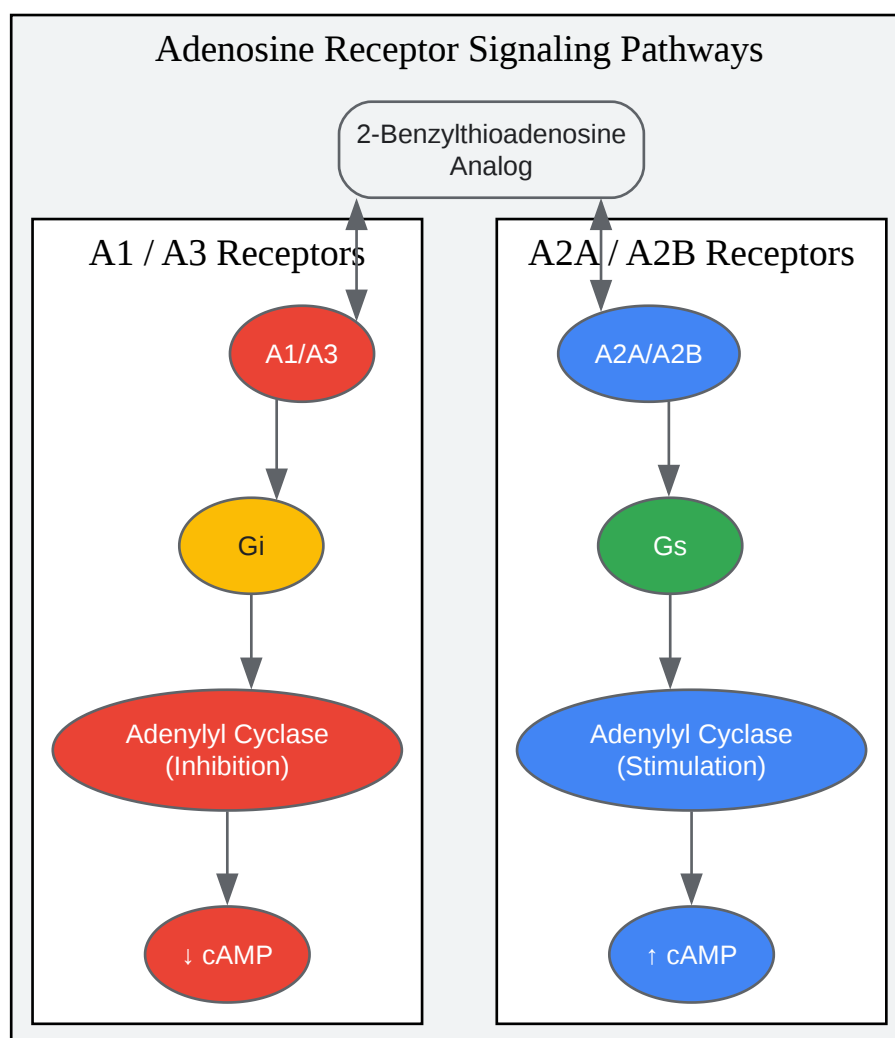 Adenosine Receptor Signaling Pathways
2-Benzylthioadenosine
Analog
A1 / A3 Receptors
A1/A3
Gi
Adenylyl Cyclase
(Inhibition)
↓ cAMP
A2A / A2B Receptors
A2A/A2B
Gs
Adenylyl Cyclase
(Stimulation)
↑ cAMP